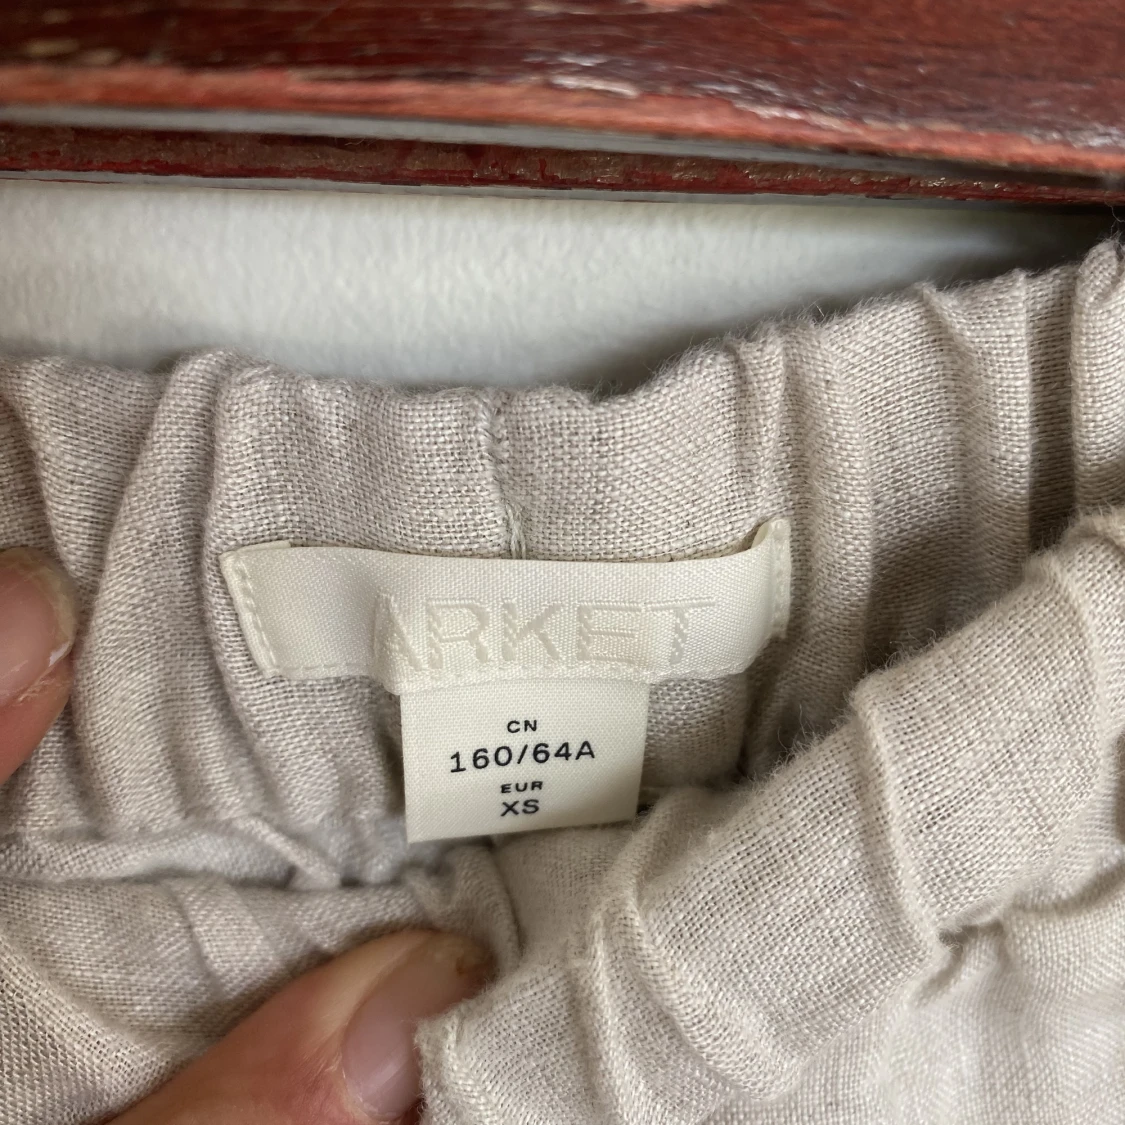 ARKET
CN
160/64A
EUR
XS